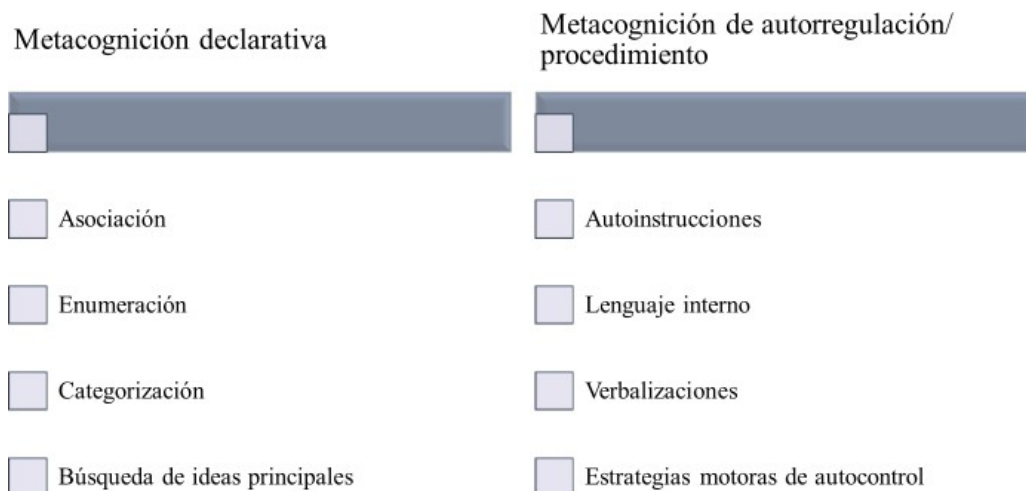 Metacognición declarativa
Asociación
Enumeración
Categorización
Búsqueda de ideas principales
Metacognición de autorregulación/
procedimiento
Autoinstrucciones
Lenguaje interno
Verbalizaciones
Estrategias motoras de autocontrol